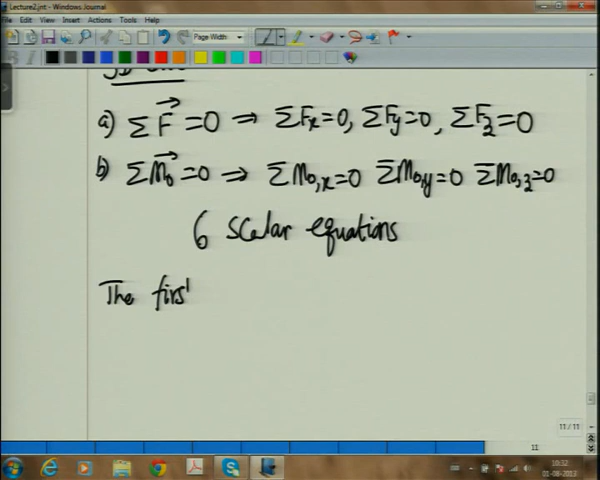 Lecture2.jnt - Windows Journal
File Edit View Insert Actions Tools Help
Page Width
a) Σ F⃗ =0 ⇒ ΣFx=0, ΣFy=0, ΣFz=0
b) Σ M⃗o =0 ⇒ ΣMo,x=0 ΣMo,y=0 ΣMo,z=0
6 scalar equations
The first
11 / 11
11
10:32
01-08-2013